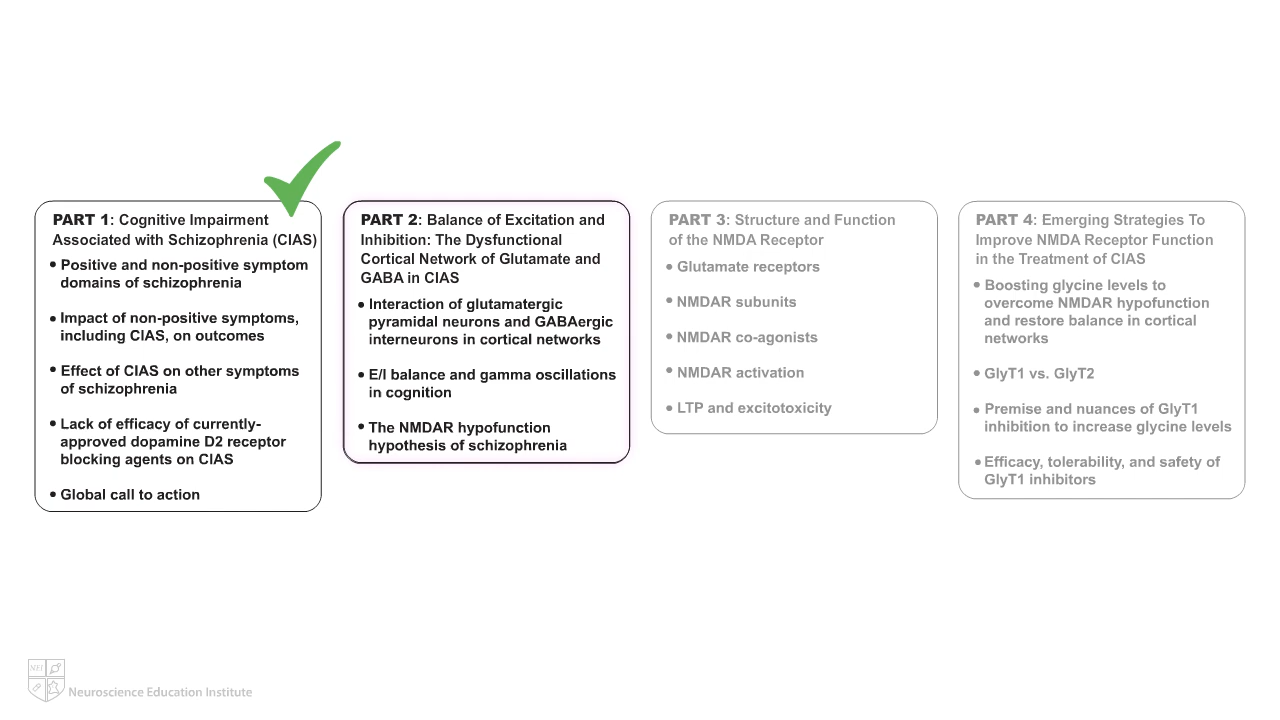 PART 1: Cognitive Impairment
Associated with Schizophrenia (CIAS)
• Positive and non-positive symptom
domains of schizophrenia
• Impact of non-positive symptoms,
including CIAS, on outcomes
• Effect of CIAS on other symptoms
of schizophrenia
• Lack of efficacy of currently-
approved dopamine D2 receptor
blocking agents on CIAS
• Global call to action
PART 2: Balance of Excitation and
Inhibition: The Dysfunctional
Cortical Network of Glutamate and
GABA in CIAS
• Interaction of glutamatergic
pyramidal neurons and GABAergic
interneurons in cortical networks
• E/I balance and gamma oscillations
in cognition
• The NMDAR hypofunction
hypothesis of schizophrenia
PART 3: Structure and Function
of the NMDA Receptor
• Glutamate receptors
• NMDAR subunits
• NMDAR co-agonists
• NMDAR activation
• LTP and excitotoxicity
PART 4: Emerging Strategies To
Improve NMDA Receptor Function
in the Treatment of CIAS
• Boosting glycine levels to
overcome NMDAR hypofunction
and restore balance in cortical
networks
• GlyT1 vs. GlyT2
• Premise and nuances of GlyT1
inhibition to increase glycine levels
• Efficacy, tolerability, and safety of
GlyT1 inhibitors
NEI
Neuroscience Education Institute